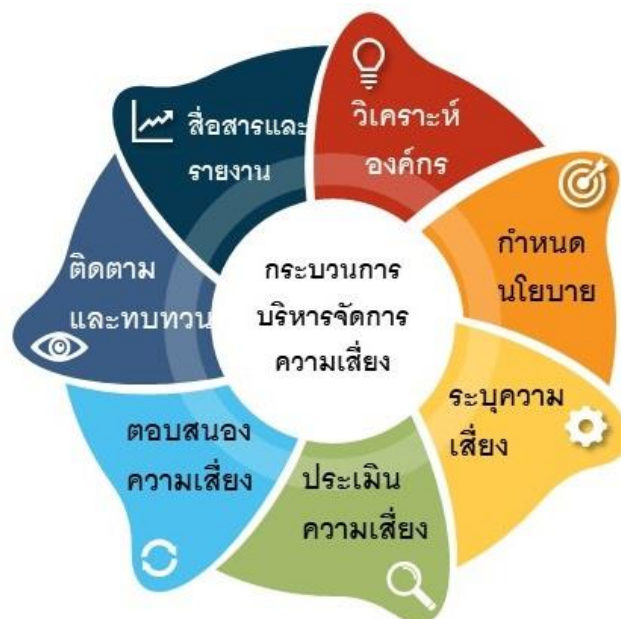 วิเคราะห์
องค์กร
กำหนด
นโยบาย
ระบุความ
เสี่ยง
ประเมิน
ความเสี่ยง
ตอบสนอง
ความเสี่ยง
ติดตาม
และทบทวน
สื่อสารและ
รายงาน
กระบวนการ
บริหารจัดการ
ความเสี่ยง